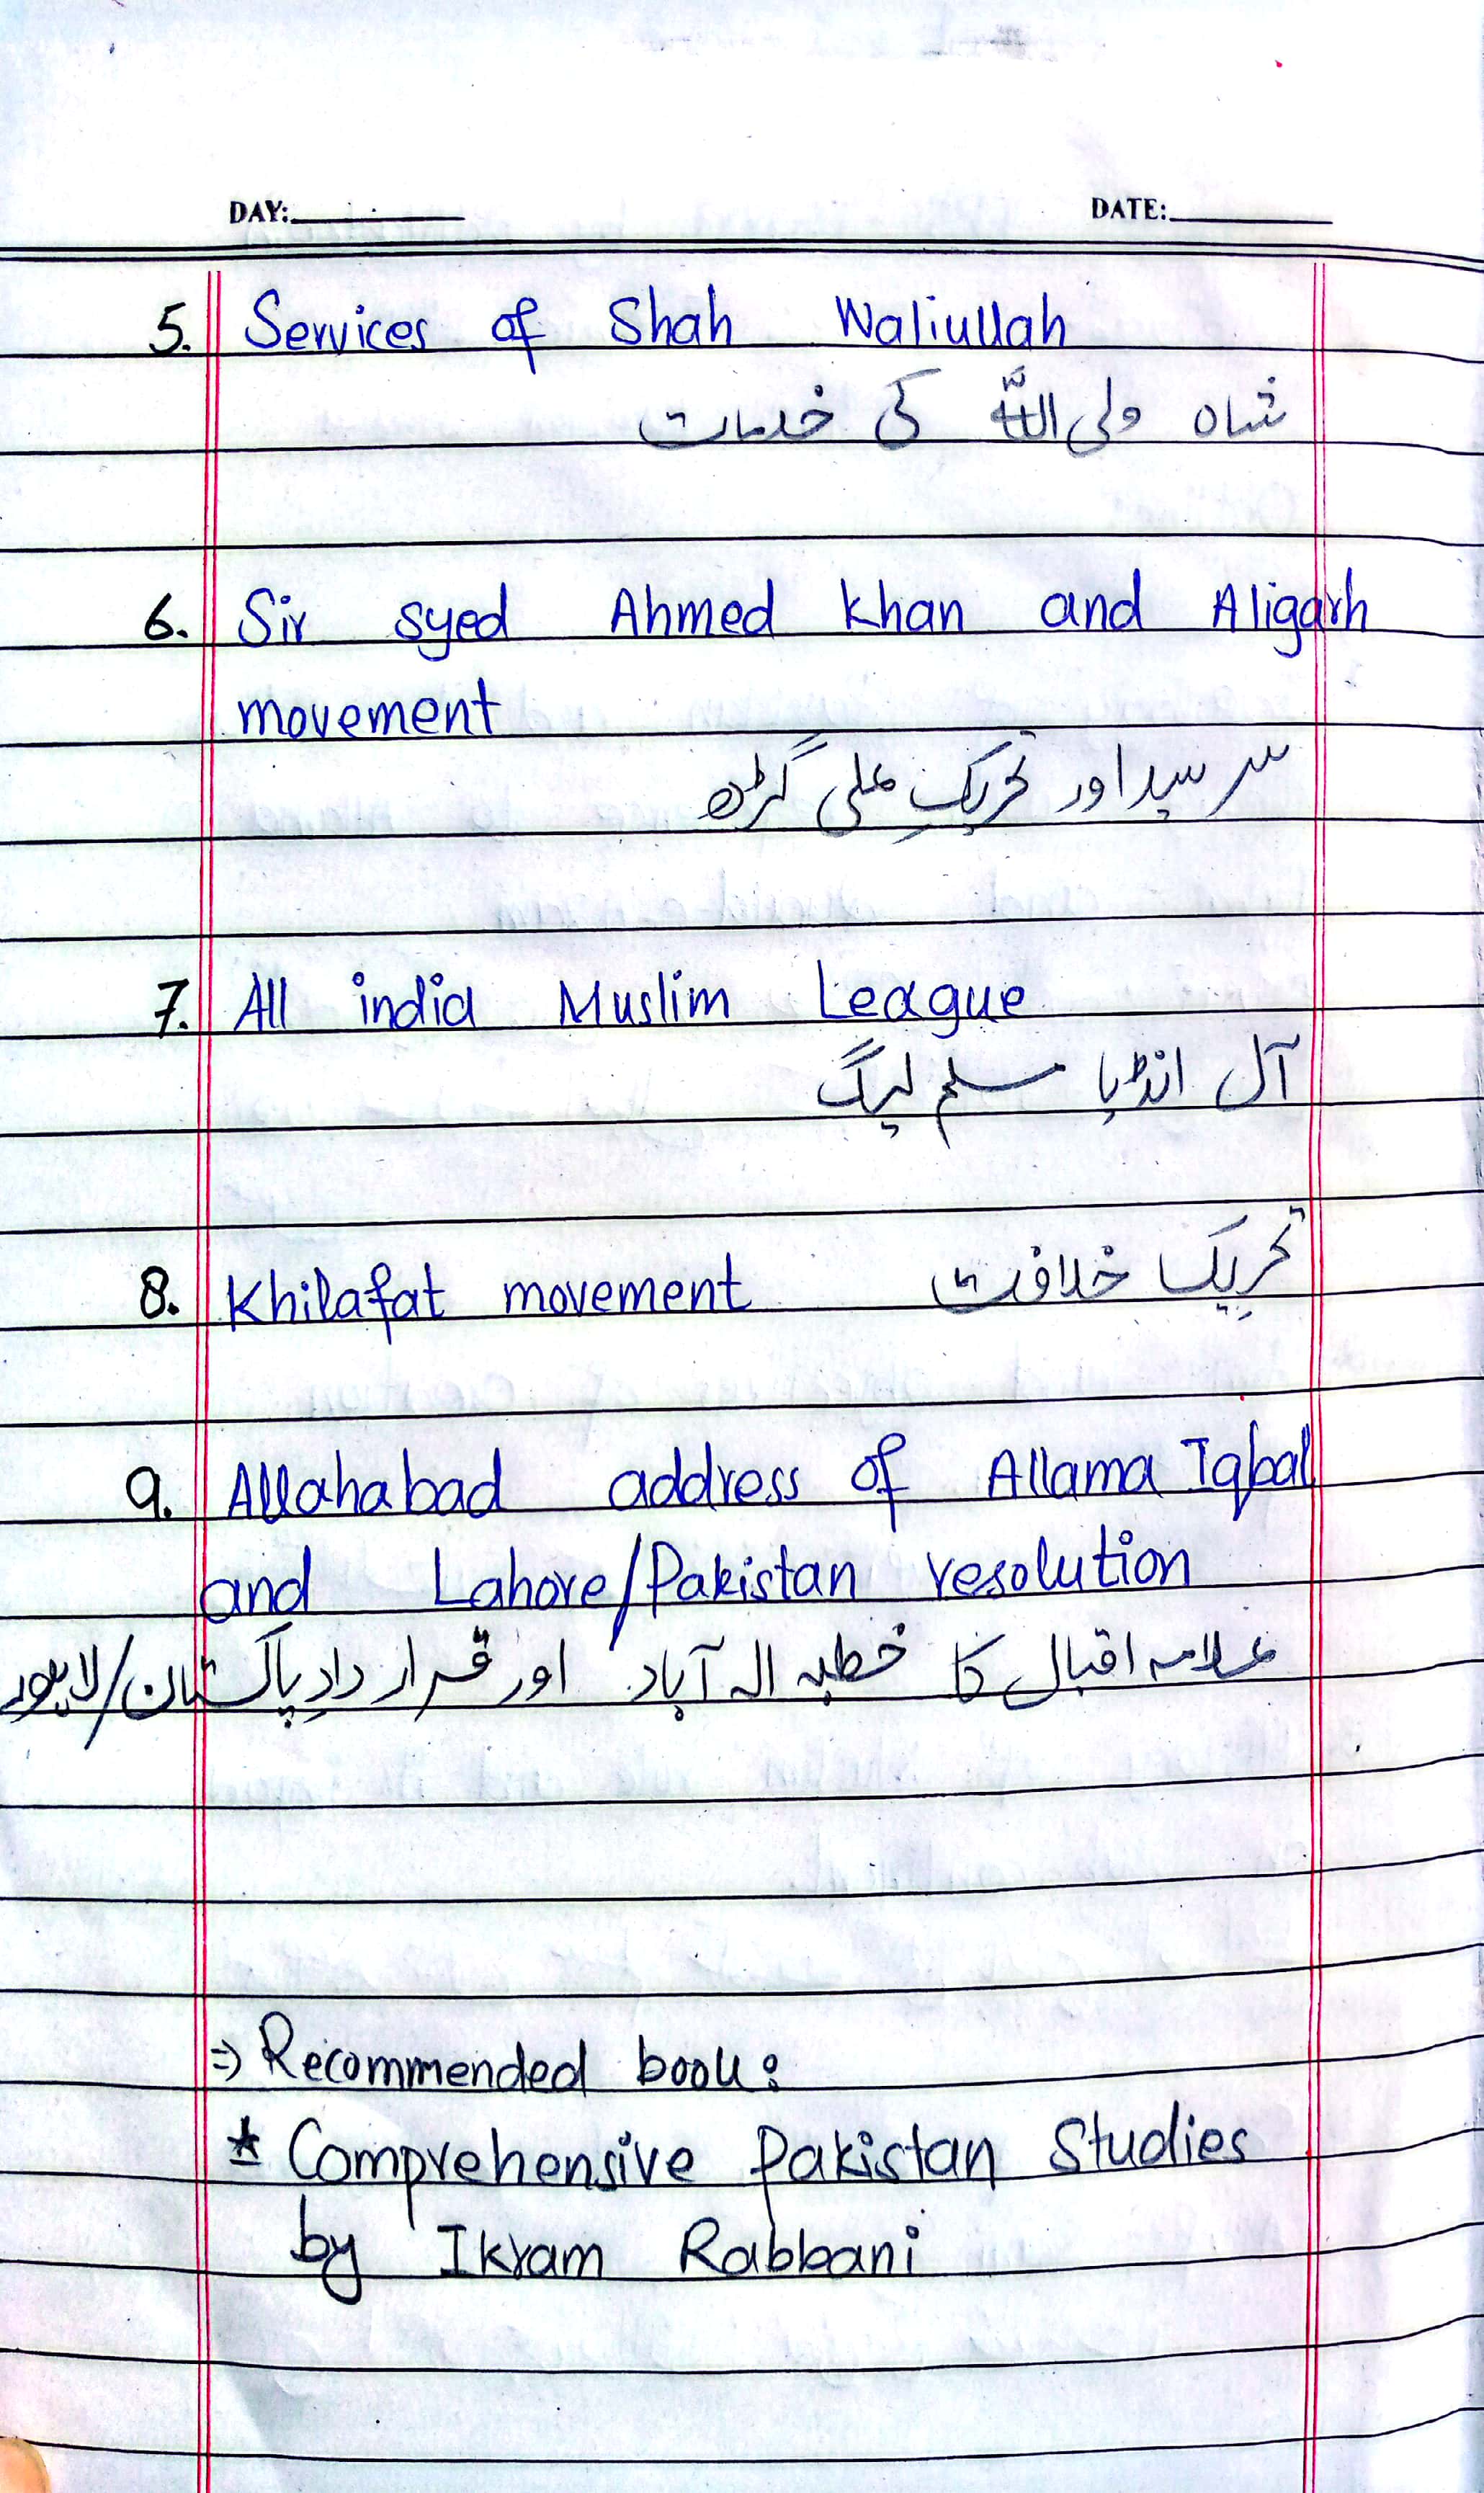 DAY: DATE:
5. Services of Shah Waliullah
شاہ ولی اللہ کی خدمات
6. Sir syed Ahmed khan and Aligarh
movement
سر سید اور تحریکِ علی گڑھ
7. All india Muslim League
آل انڈیا مسلم لیگ
8. Khilafat movement تحریک خلافت
9. Allahabad address of Allama Iqbal
and Lahore/Pakistan resolution
علامہ اقبال کا خطبہ الہ آباد اور قرار دادِ پاکستان/لاہور
⇒ Recommended book:
* Comprehensive Pakistan Studies
by Ikram Rabbani